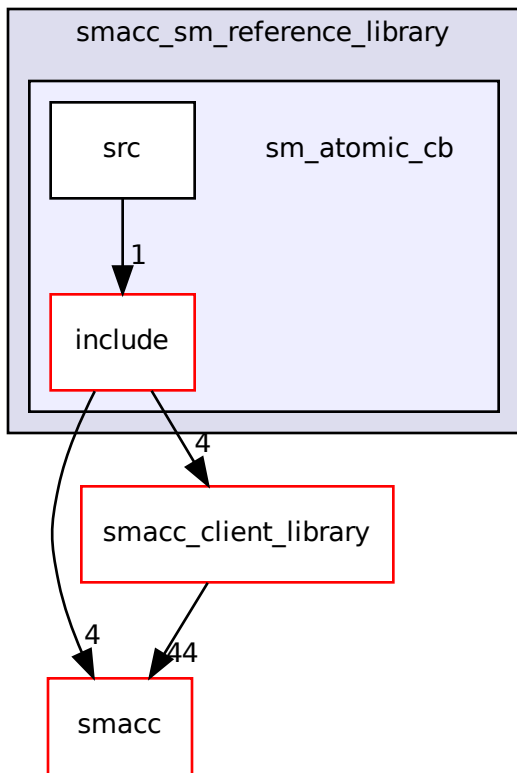 smacc_sm_reference_library
src
sm_atomic_cb
1
include
4
smacc_client_library
4
44
smacc